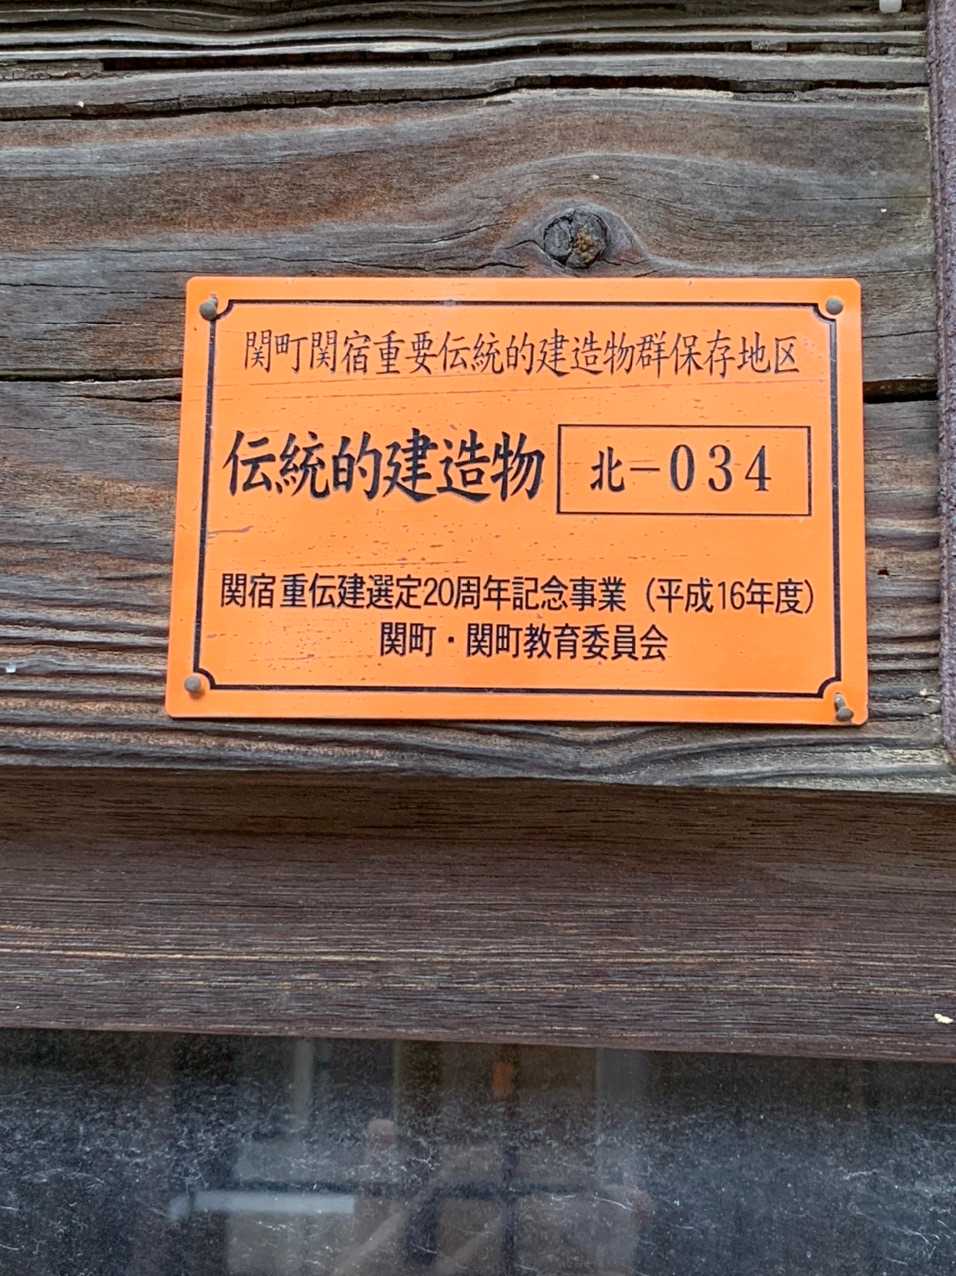 関町関宿重要伝統的建造物群保存地区
伝統的建造物 北－034
関宿重伝建選定20周年記念事業（平成16年度）
関町・関町教育委員会